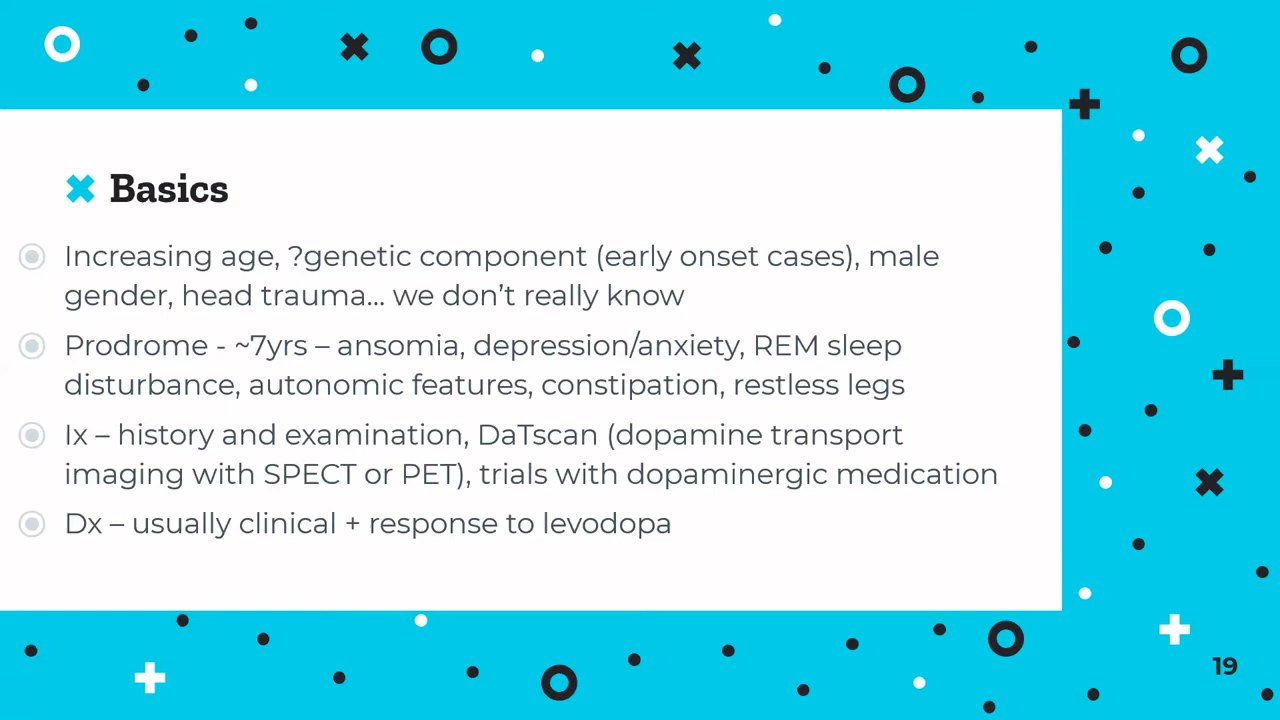 Basics
Increasing age, ?genetic component (early onset cases), male
gender, head trauma... we don't really know
Prodrome - ~7yrs – ansomia, depression/anxiety, REM sleep
disturbance, autonomic features, constipation, restless legs
Ix – history and examination, DaTscan (dopamine transport
imaging with SPECT or PET), trials with dopaminergic medication
Dx – usually clinical + response to levodopa
19